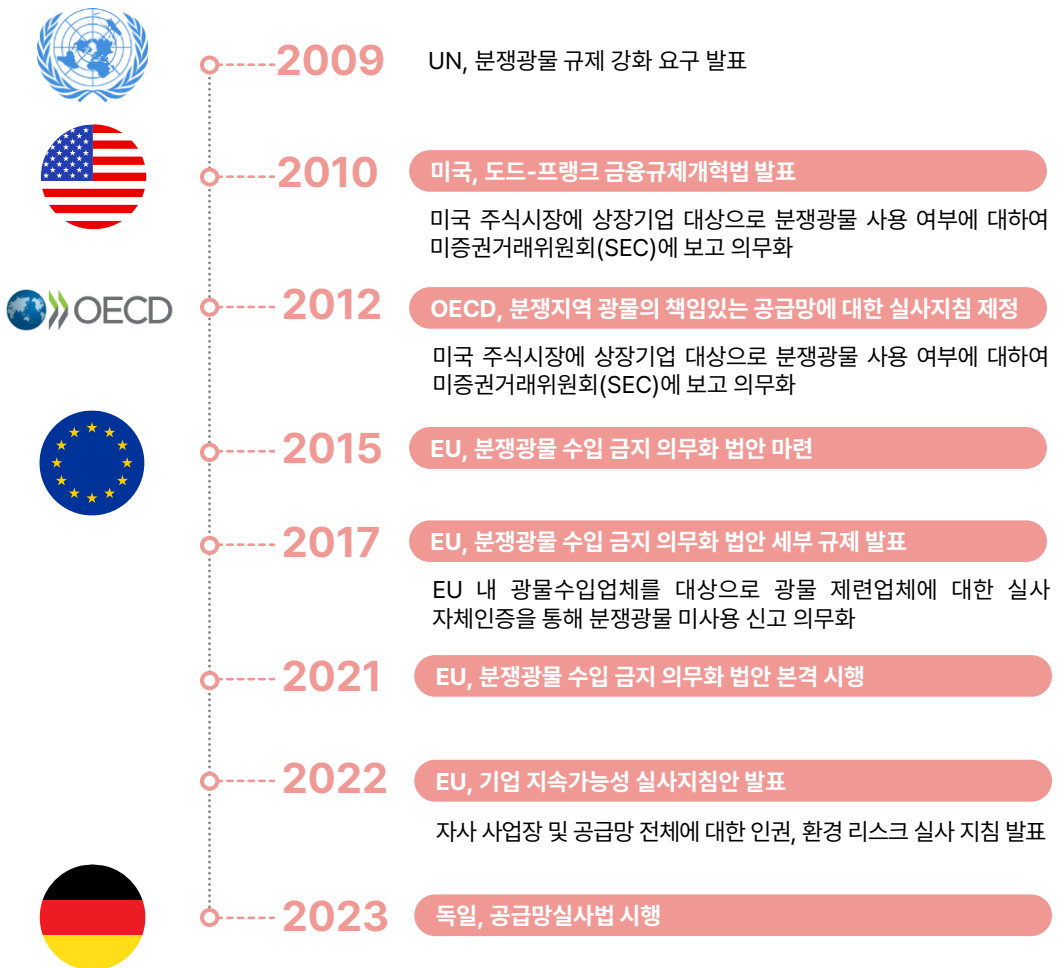 2009
UN, 분쟁광물 규제 강화 요구 발표
2010
미국, 도드-프랭크 금융규제개혁법 발표
미국 주식시장에 상장기업 대상으로 분쟁광물 사용 여부에 대하여
미증권거래위원회(SEC)에 보고 의무화
OECD
2012
OECD, 분쟁지역 광물의 책임있는 공급망에 대한 실사지침 제정
미국 주식시장에 상장기업 대상으로 분쟁광물 사용 여부에 대하여
미증권거래위원회(SEC)에 보고 의무화
2015
EU, 분쟁광물 수입 금지 의무화 법안 마련
2017
EU, 분쟁광물 수입 금지 의무화 법안 세부 규제 발표
EU 내 광물수입업체를 대상으로 광물 제련업체에 대한 실사
자체인증을 통해 분쟁광물 미사용 신고 의무화
2021
EU, 분쟁광물 수입 금지 의무화 법안 본격 시행
2022
EU, 기업 지속가능성 실사지침안 발표
자사 사업장 및 공급망 전체에 대한 인권, 환경 리스크 실사 지침 발표
2023
독일, 공급망실사법 시행